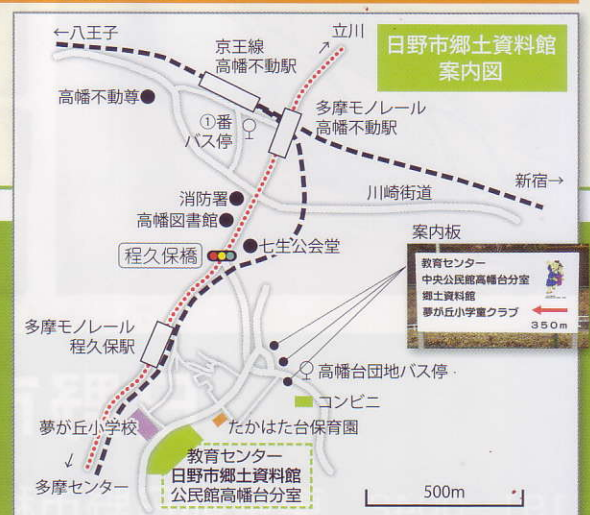 日野市郷土資料館
案内図
←八王子
立川
京王線
高幡不動駅
高幡不動尊
①番
バス停
多摩モノレール
高幡不動駅
新宿→
川崎街道
消防署
高幡図書館
七生公会堂
程久保橋
案内板
教育センター
中央公民館高幡台分室
郷土資料館
夢が丘小学童クラブ
350m
多摩モノレール
程久保駅
高幡台団地バス停
コンビニ
夢が丘小学校
たかはた台保育園
教育センター
日野市郷土資料館
公民館高幡台分室
多摩センター
500m